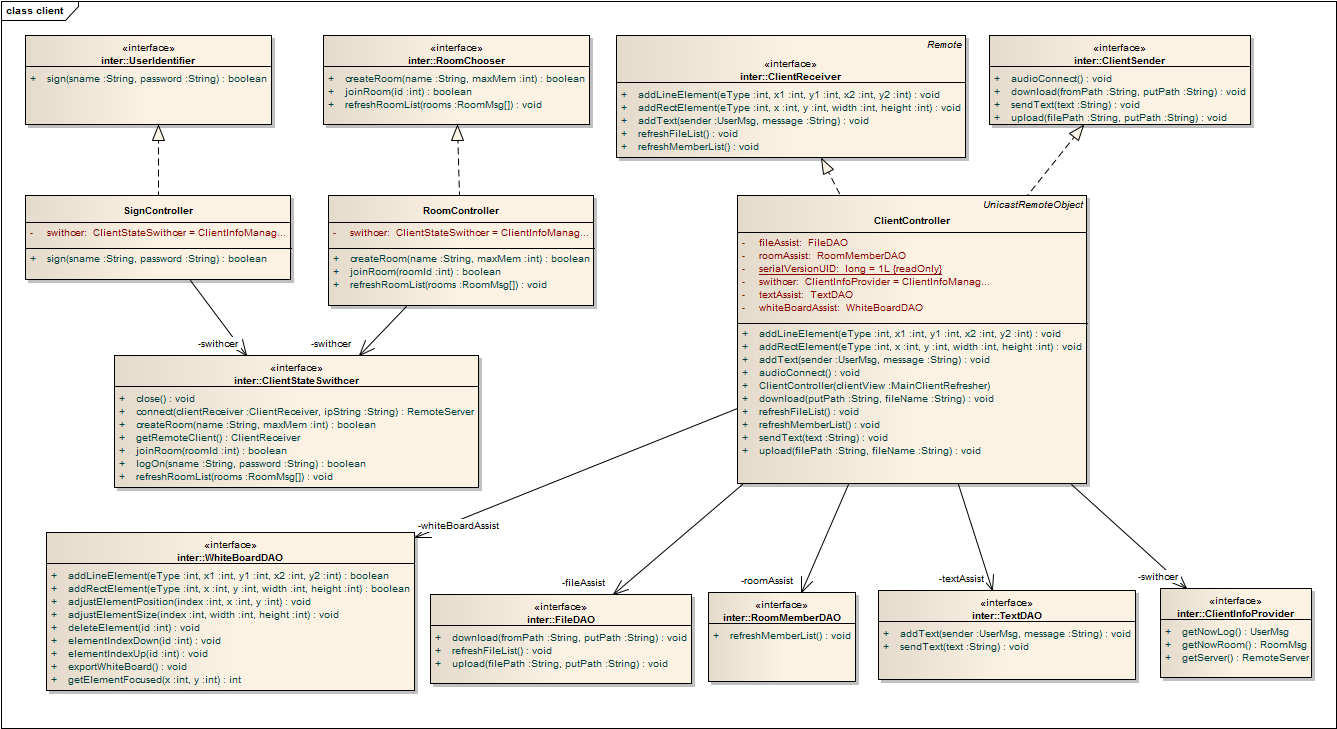 class client
«interface»
inter::UserIdentifier
+ sign(sname :String, password :String) : boolean
«interface»
inter::RoomChooser
+ createRoom(name :String, maxMem :int) : boolean
+ joinRoom(id :int) : boolean
+ refreshRoomList(rooms :RoomMsg[]) : void
Remote
«interface»
inter::ClientReceiver
+ addLineElement(eType :int, x1 :int, y1 :int, x2 :int, y2 :int) : void
+ addRectElement(eType :int, x :int, y :int, width :int, height :int) : void
+ addText(sender :UserMsg, message :String) : void
+ refreshFileList() : void
+ refreshMemberList() : void
«interface»
inter::ClientSender
+ audioConnect() : void
+ download(fromPath :String, putPath :String) : void
+ sendText(text :String) : void
+ upload(filePath :String, putPath :String) : void
SignController
- swithcer: ClientStateSwithcer = ClientInfoManag...
+ sign(sname :String, password :String) : boolean
RoomController
- swithcer: ClientStateSwithcer = ClientInfoManag...
+ createRoom(name :String, maxMem :int) : boolean
+ joinRoom(roomId :int) : boolean
+ refreshRoomList(rooms :RoomMsg[]) : void
UnicastRemoteObject
ClientController
- fileAssist: FileDAO
- roomAssist: RoomMemberDAO
- serialVersionUID: long = 1L {readOnly}
- swithcer: ClientInfoProvider = ClientInfoManag...
- textAssist: TextDAO
- whiteBoardAssist: WhiteBoardDAO
+ addLineElement(eType :int, x1 :int, y1 :int, x2 :int, y2 :int) : void
+ addRectElement(eType :int, x :int, y :int, width :int, height :int) : void
+ addText(sender :UserMsg, message :String) : void
+ audioConnect() : void
+ ClientController(clientView :MainClientRefresher)
+ download(putPath :String, fileName :String) : void
+ refreshFileList() : void
+ refreshMemberList() : void
+ sendText(text :String) : void
+ upload(filePath :String, fileName :String) : void
-swithcer
-swithcer
«interface»
inter::ClientStateSwithcer
+ close() : void
+ connect(clientReceiver :ClientReceiver, ipString :String) : RemoteServer
+ createRoom(name :String, maxMem :int) : boolean
+ getRemoteClient() : ClientReceiver
+ joinRoom(roomId :int) : boolean
+ logOn(sname :String, password :String) : boolean
+ refreshRoomList(rooms :RoomMsg[]) : void
-whiteBoardAssist
-fileAssist
-roomAssist
-textAssist
-swithcer
«interface»
inter::WhiteBoardDAO
+ addLineElement(eType :int, x1 :int, y1 :int, x2 :int, y2 :int) : boolean
+ addRectElement(eType :int, x :int, y :int, width :int, height :int) : boolean
+ adjustElementPosition(index :int, x :int, y :int) : void
+ adjustElementSize(index :int, width :int, height :int) : void
+ deleteElement(id :int) : void
+ elementIndexDown(id :int) : void
+ elementIndexUp(id :int) : void
+ exportWhiteBoard() : void
+ getElementFocused(x :int, y :int) : int
«interface»
inter::FileDAO
+ download(fromPath :String, putPath :String) : void
+ refreshFileList() : void
+ upload(filePath :String, putPath :String) : void
«interface»
inter::RoomMemberDAO
+ refreshMemberList() : void
«interface»
inter::TextDAO
+ addText(sender :UserMsg, message :String) : void
+ sendText(text :String) : void
«interface»
inter::ClientInfoProvider
+ getNowLog() : UserMsg
+ getNowRoom() : RoomMsg
+ getServer() : RemoteServer